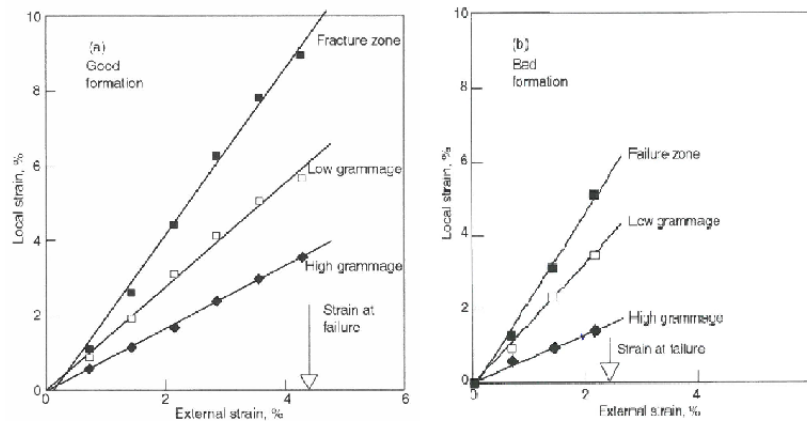 10
8
6
4
2
0
Local strain, %
(a)
Good
formation
Fracture zone
Low grammage
High grammage
Strain at
failure
0
2
4
6
External strain, %
10
8
6
4
2
0
Local strain, %
(b)
Bad
formation
Failure zone
Low grammage
High grammage
Strain at failure
0
2
4
6
External strain, %